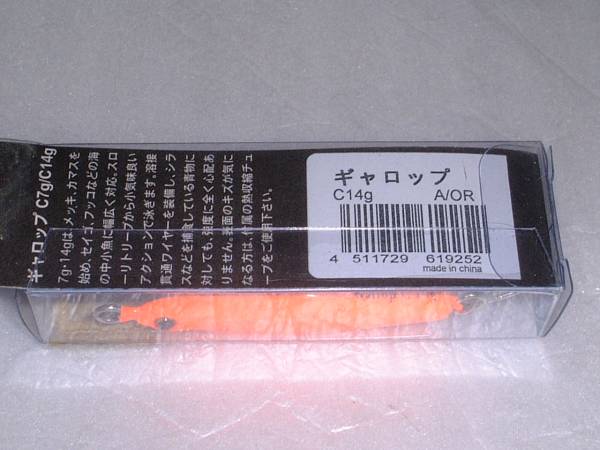 ギャロップ C7g/C14g
7g・14gは、メッキ、カマスを
始め、セイゴ、フッコなどの海
の中小魚に幅広く対応。スロ
ーリトリーブから小気味良い
アクションで泳ぎます。溶接
貫通ワイヤーを装備し、シラ
スなどを捕食している青物に
対しても、強度に全く心配あ
りません。表面のキズが気に
なる方は、付属の熱収縮チュ
ーブをご使用下さい。
ギャロップ
C14g A/OR
4 511729 619252
made in china